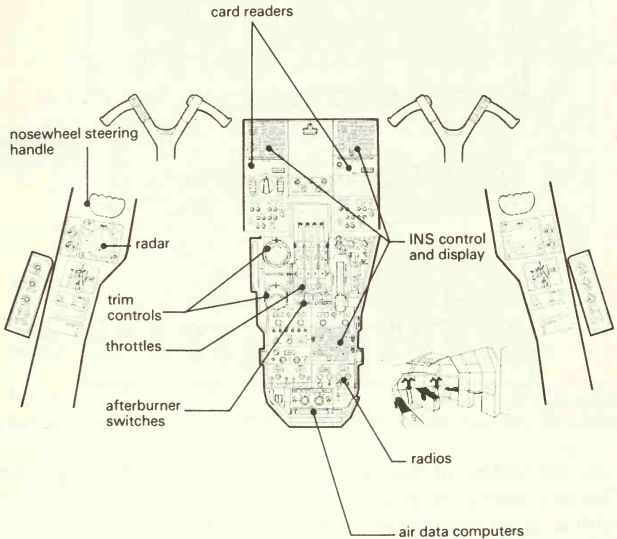 card readers
nosewheel steering
handle
radar
INS control
and display
trim
controls
throttles
afterburner
switches
radios
air data computers